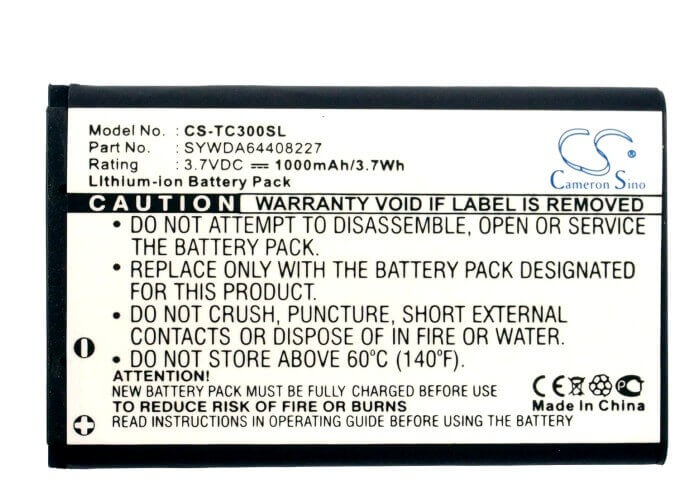 Model No. : CS-TC300SL
Part No. : SYWDA64408227
Rating : 3.7VDC ⎓ 1000mAh/3.7Wh
Lithium-ion Battery Pack
CS
Cameron Sino
CAUTION WARRANTY VOID IF LABEL IS REMOVED
• DO NOT ATTEMPT TO DISASSEMBLE, OPEN OR SERVICE
THE BATTERY PACK.
• REPLACE ONLY WITH THE BATTERY PACK DESIGNATED
FOR THIS PRODUCT.
• DO NOT CRUSH, PUNCTURE, SHORT EXTERNAL
CONTACTS OR DISPOSE OF IN FIRE OR WATER.
• DO NOT STORE ABOVE 60°C (140°F).
ATTENTION!
NEW BATTERY PACK MUST BE FULLY CHARGED BEFORE USE
TO REDUCE RISK OF FIRE OR BURNS
READ INSTRUCTIONS IN OPERATING GUIDE BEFORE USING THIS BATTERY
CE
Made In China